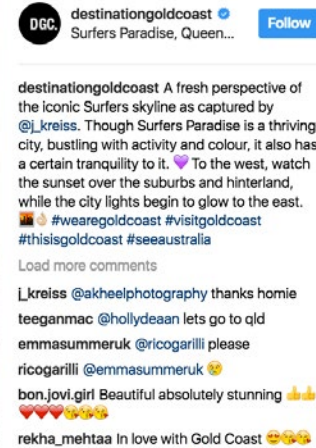 DGC.
destinationgoldcoast
Surfers Paradise, Queen...
Follow
destinationgoldcoast A fresh perspective of
the iconic Surfers skyline as captured by
@j_kreiss. Though Surfers Paradise is a thriving
city, bustling with activity and colour, it also has
a certain tranquility to it. 💜 To the west, watch
the sunset over the suburbs and hinterland,
while the city lights begin to glow to the east.
🌇👌🏻 #wearegoldcoast #visitgoldcoast
#thisisgoldcoast #seeaustralia
Load more comments
j_kreiss @akheelphotography thanks homie
teeganmac @hollydeaan lets go to qld
emmasummeruk @ricogarilli please
ricogarilli @emmasummeruk 😢
bon.jovi.girl Beautiful absolutely stunning 👍👍
❤️❤️❤️😘😘😘
rekha_mehtaa In love with Gold Coast 😍😘😘